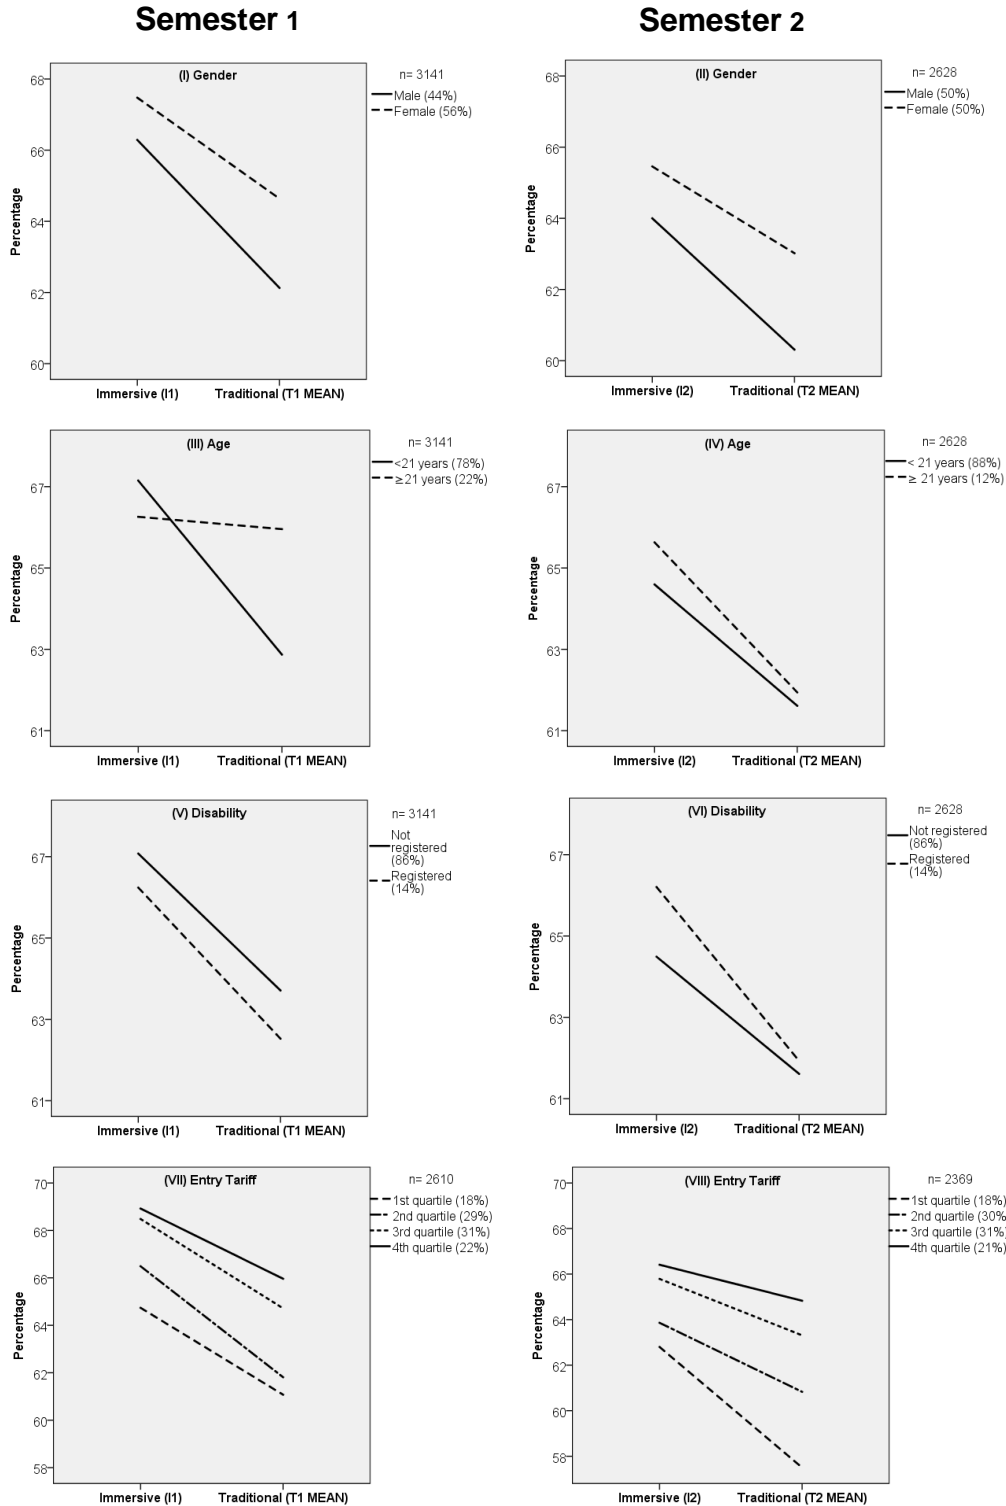 Semester 1
Semester 2
(I) Gender
n= 3141
Male (44%)
Female (56%)
Percentage
68
66
64
62
60
Immersive (I1)
Traditional (T1 MEAN)
(II) Gender
n= 2628
Male (50%)
Female (50%)
Percentage
68
66
64
62
60
Immersive (I2)
Traditional (T2 MEAN)
(III) Age
n= 3141
<21 years (78%)
≥21 years (22%)
Percentage
67
65
63
61
Immersive (I1)
Traditional (T1 MEAN)
(IV) Age
n= 2628
< 21 years (88%)
≥ 21 years (12%)
Percentage
67
65
63
61
Immersive (I2)
Traditional (T2 MEAN)
(V) Disability
n= 3141
Not
registered
(86%)
Registered
(14%)
Percentage
67
65
63
61
Immersive (I1)
Traditional (T1 MEAN)
(VI) Disability
n= 2628
Not registered
(86%)
Registered
(14%)
Percentage
67
65
63
61
Immersive (I2)
Traditional (T2 MEAN)
(VII) Entry Tariff
n= 2610
1st quartile (18%)
2nd quartile (29%)
3rd quartile (31%)
4th quartile (22%)
Percentage
70
68
66
64
62
60
58
Immersive (I1)
Traditional (T1 MEAN)
(VIII) Entry Tariff
n= 2369
1st quartile (18%)
2nd quartile (30%
3rd quartile (31%)
4th quartile (21%)
Percentage
70
68
66
64
62
60
58
Immersive (I2)
Traditional (T2 MEAN)